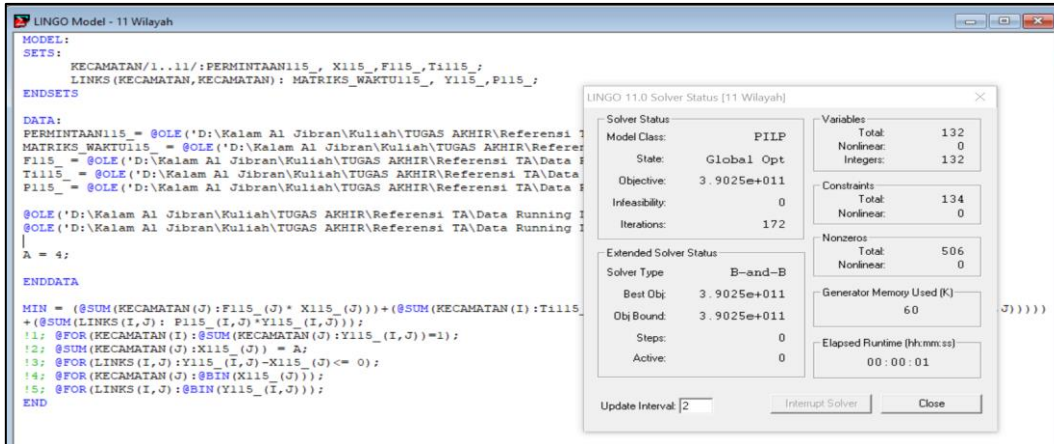 LINGO Model - 11 Wilayah
MODEL:
SETS:
KECAMATAN/1..11/:PERMINTAAN115_, X115_,F115_,Ti115_;
LINKS(KECAMATAN,KECAMATAN): MATRIKS_WAKTU115_, Y115_,P115_;
ENDSETS
DATA:
PERMINTAAN115_= @OLE('D:\Kalam Al Jibran\Kuliah\TUGAS AKHIR\Referensi
MATRIKS_WAKTU115_ = @OLE('D:\Kalam Al Jibran\Kuliah\TUGAS AKHIR\Referen
F115_ = @OLE('D:\Kalam Al Jibran\Kuliah\TUGAS AKHIR\Referensi TA\Data
Ti115_ = @OLE('D:\Kalam Al Jibran\Kuliah\TUGAS AKHIR\Referensi TA\Data
P115_ = @OLE('D:\Kalam Al Jibran\Kuliah\TUGAS AKHIR\Referensi TA\Data
@OLE('D:\Kalam Al Jibran\Kuliah\TUGAS AKHIR\Referensi TA\Data Running
@OLE('D:\Kalam Al Jibran\Kuliah\TUGAS AKHIR\Referensi TA\Data Running
A = 4;
ENDDATA
MIN = (@SUM(KECAMATAN(J):F115_(J)* X115_(J)))+(@SUM(KECAMATAN(I):Ti115_
J)))))
+(@SUM(LINKS(I,J): P115_(I,J)*Y115_(I,J)));
!1; @FOR(KECAMATAN(I):@SUM(KECAMATAN(J):Y115_(I,J))=1);
!2; @SUM(KECAMATAN(J):X115_(J)) = A;
!3; @FOR(LINKS(I,J):Y115_(I,J)-X115_(J)<= 0);
!4; @FOR(KECAMATAN(J):@BIN(X115_(J)));
!5; @FOR(LINKS(I,J):@BIN(Y115_(I,J)));
END
LINGO 11.0 Solver Status [11 Wilayah]
Solver Status
Model Class: PILP
State: Global Opt
Objective: 3.9025e+011
Infeasibility: 0
Iterations: 172
Extended Solver Status
Solver Type B-and-B
Best Obj: 3.9025e+011
Obj Bound: 3.9025e+011
Steps: 0
Active: 0
Update Interval: 2
Variables
Total: 132
Nonlinear: 0
Integers: 132
Constraints
Total: 134
Nonlinear: 0
Nonzeros
Total: 506
Nonlinear: 0
Generator Memory Used (K)
60
Elapsed Runtime (hh:mm:ss)
00:00:01
Interrupt Solver
Close